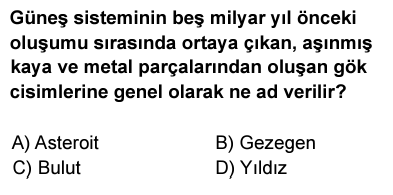 Güneş sisteminin beş milyar yıl önceki
oluşumu sırasında ortaya çıkan, aşınmış
kaya ve metal parçalarından oluşan gök
cisimlerine genel olarak ne ad verilir?
A) Asteroit B) Gezegen
C) Bulut D) Yıldız